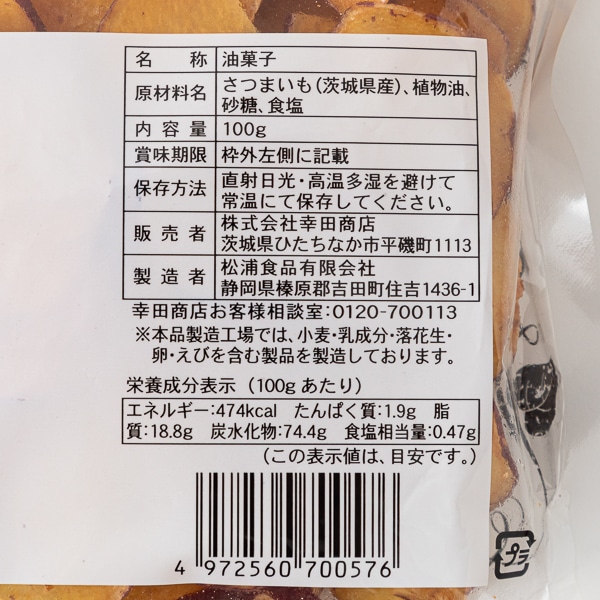 名称 油菓子
原材料名 さつまいも(茨城県産)、植物油、
砂糖、食塩
内容量 100g
賞味期限 枠外左側に記載
保存方法 直射日光・高温多湿を避けて
常温にて保存してください。
販売者 株式会社幸田商店
茨城県ひたちなか市平磯町1113
製造者 松浦食品有限会社
静岡県榛原郡吉田町住吉1436-1
幸田商店お客様相談室:0120-700113
※本品製造工場では、小麦・乳成分・落花生・
卵・えびを含む製品を製造しております。
栄養成分表示(100gあたり)
エネルギー:474kcal たんぱく質:1.9g 脂
質:18.8g 炭水化物:74.4g 食塩相当量:0.47g
(この表示値は、目安です。)
4 972560 700576
プラ